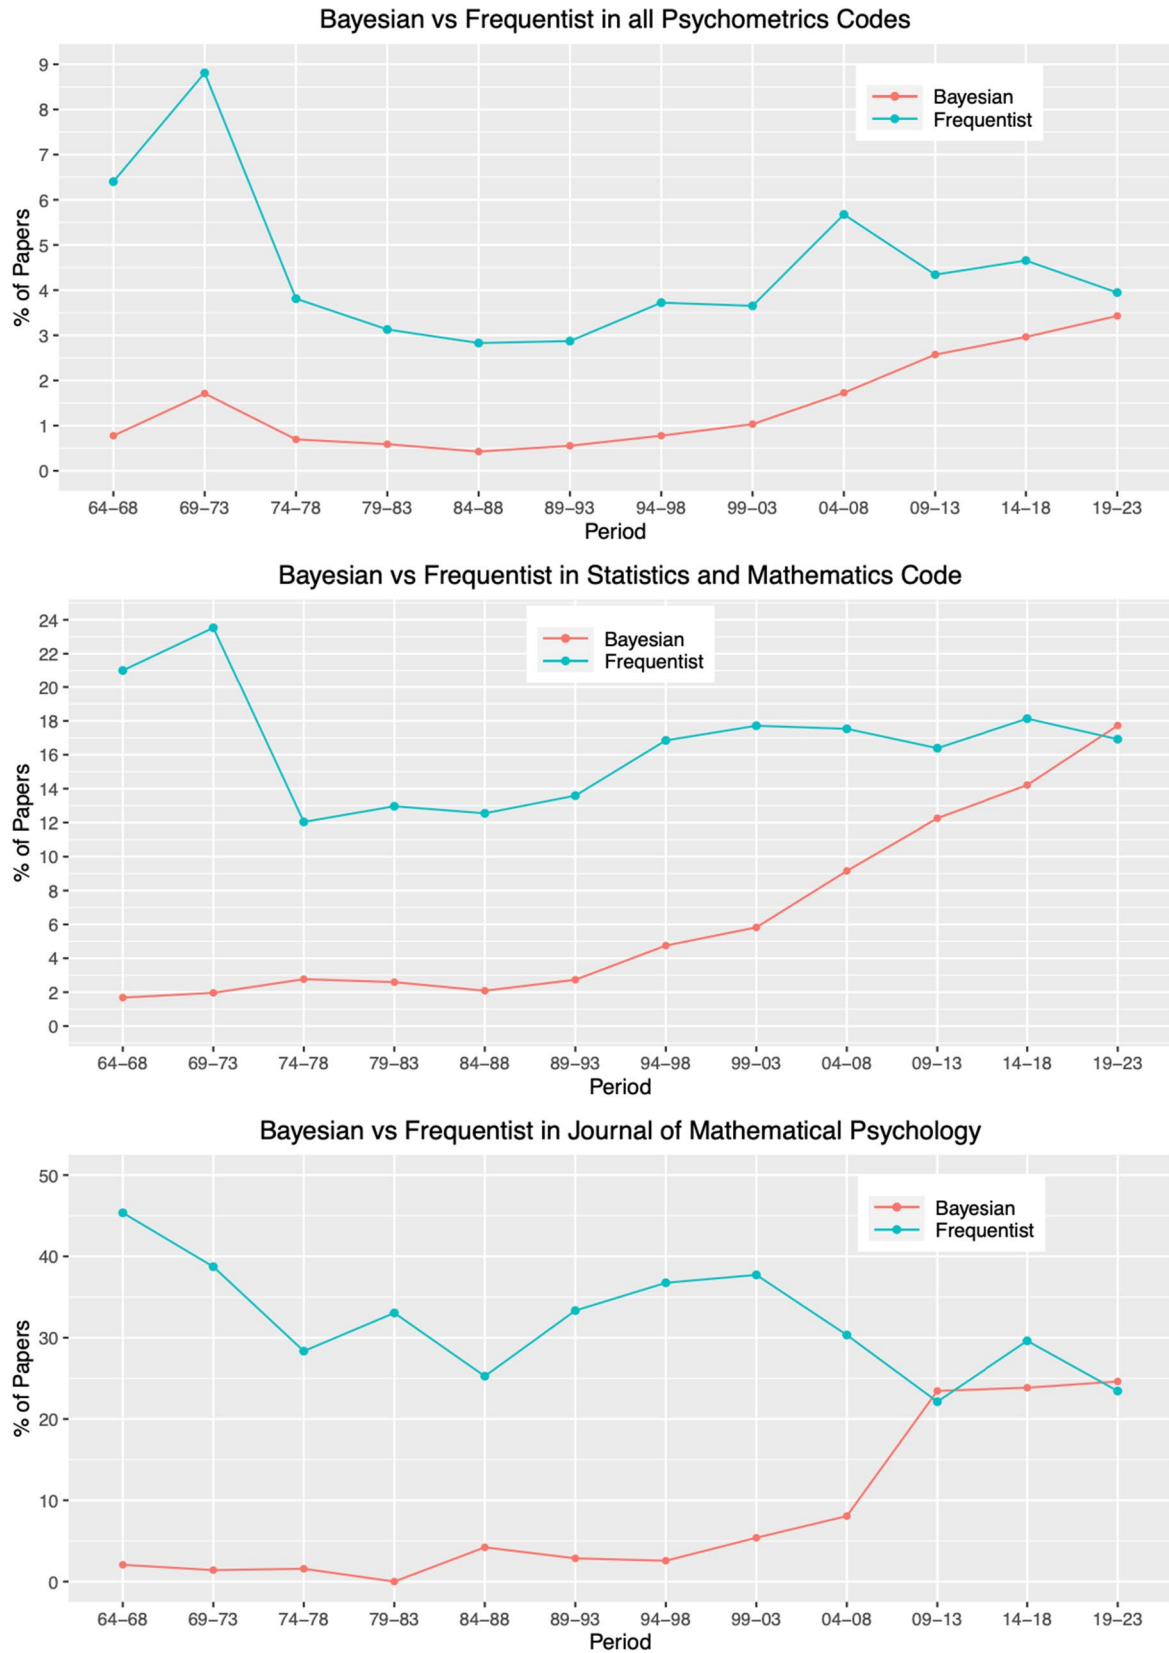 Bayesian vs Frequentist in all Psychometrics Codes
9
8
7
6
5
4
3
2
1
0
% of Papers
Bayesian
Frequentist
64–68 69–73 74–78 79–83 84–88 89–93 94–98 99–03 04–08 09–13 14–18 19–23
Period
Bayesian vs Frequentist in Statistics and Mathematics Code
24
22
20
18
16
14
12
10
8
6
4
2
0
% of Papers
Bayesian
Frequentist
64–68 69–73 74–78 79–83 84–88 89–93 94–98 99–03 04–08 09–13 14–18 19–23
Period
Bayesian vs Frequentist in Journal of Mathematical Psychology
50
40
30
20
10
0
% of Papers
Bayesian
Frequentist
64–68 69–73 74–78 79–83 84–88 89–93 94–98 99–03 04–08 09–13 14–18 19–23
Period